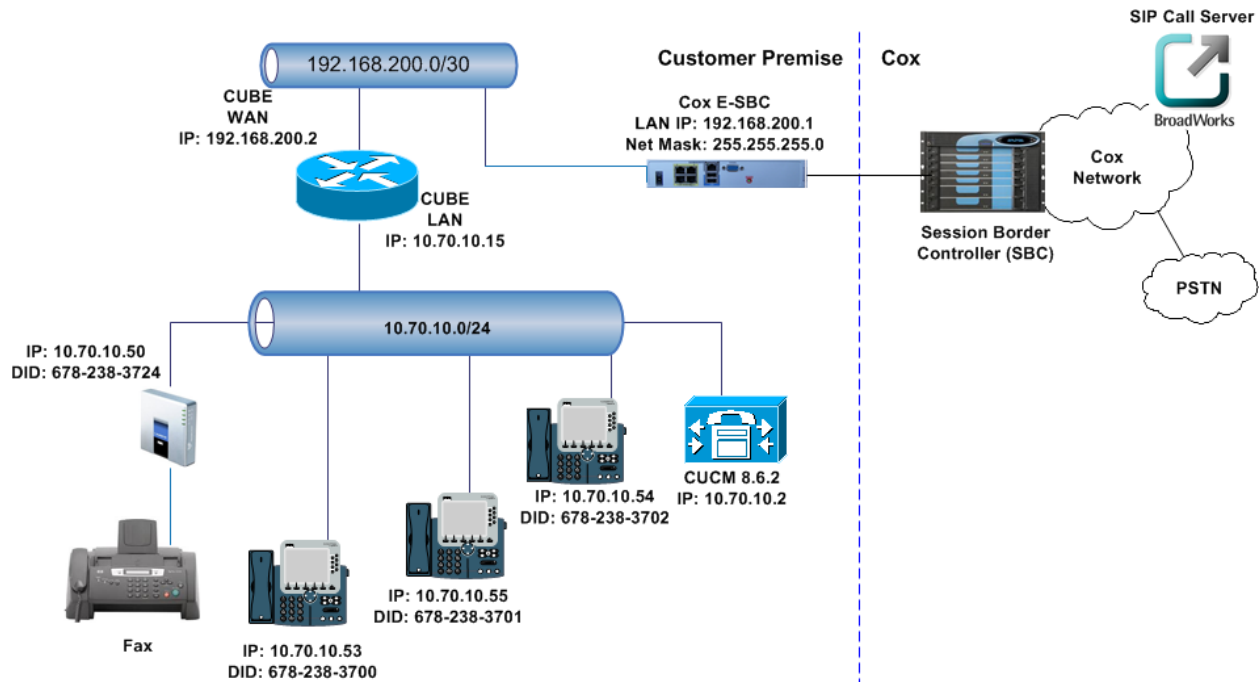 SIP Call Server
BroadWorks
192.168.200.0/30
Customer Premise
Cox
CUBE
WAN
IP: 192.168.200.2
Cox E-SBC
LAN IP: 192.168.200.1
Net Mask: 255.255.255.0
Cox
Network
CUBE
LAN
IP: 10.70.10.15
Session Border
Controller (SBC)
PSTN
10.70.10.0/24
IP: 10.70.10.50
DID: 678-238-3724
IP: 10.70.10.54
DID: 678-238-3702
CUCM 8.6.2
IP: 10.70.10.2
IP: 10.70.10.55
DID: 678-238-3701
Fax
IP: 10.70.10.53
DID: 678-238-3700